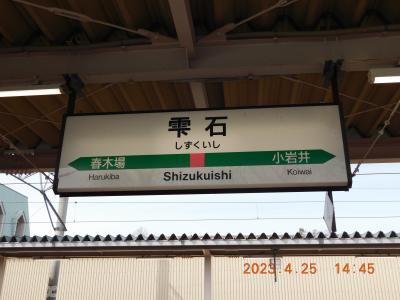 雫石
しずくいし
春木場 小岩井
Harukiba Shizukuishi Koiwai
2023.4.25 14:45